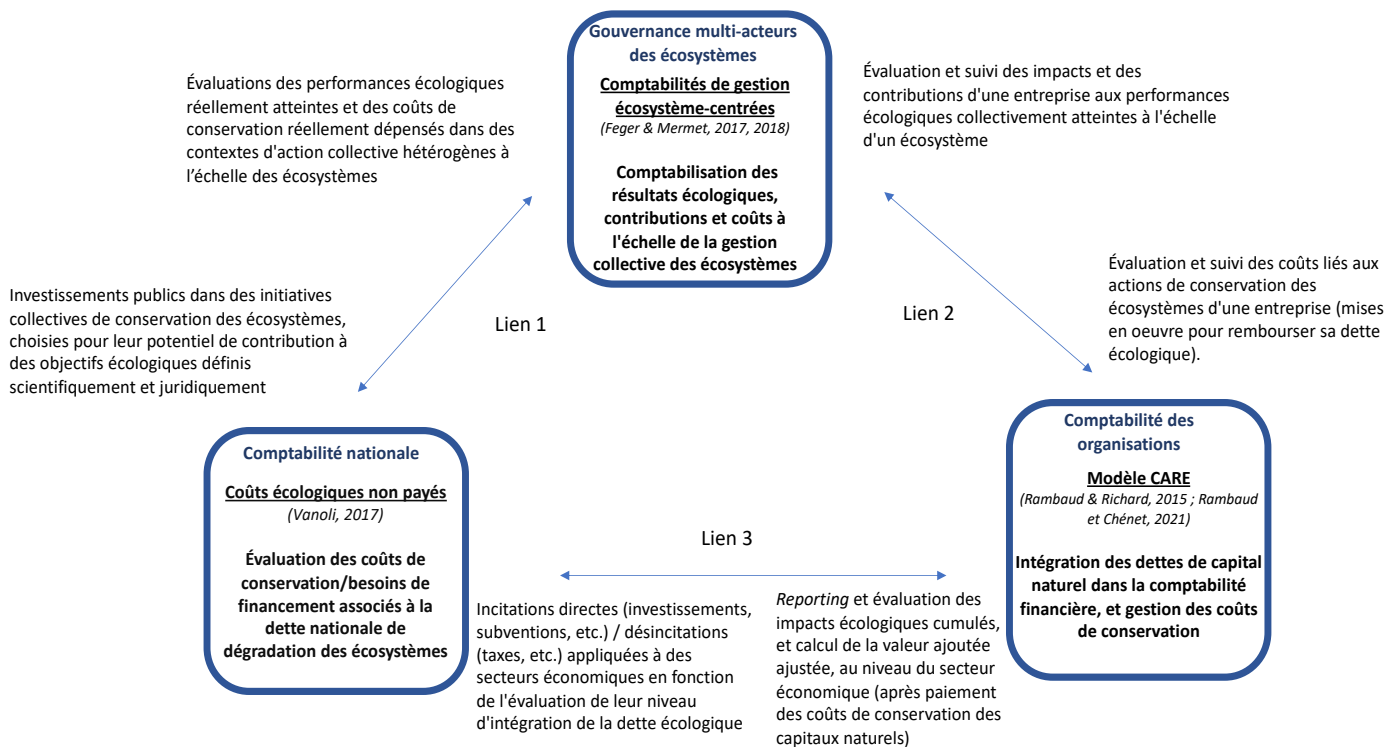 Gouvernance multi-acteurs
des écosystèmes
Comptabilités de gestion
écosystème-centrées
(Feger & Mermet, 2017, 2018)
Comptabilisation des
résultats écologiques,
contributions et coûts à
l'échelle de la gestion
collective des écosystèmes
Évaluations des performances écologiques
réellement atteintes et des coûts de
conservation réellement dépensés dans des
contextes d'action collective hétérogènes à
l’échelle des écosystèmes
Évaluation et suivi des impacts et des
contributions d'une entreprise aux performances
écologiques collectivement atteintes à l'échelle
d'un écosystème
Investissements publics dans des initiatives
collectives de conservation des écosystèmes,
choisies pour leur potentiel de contribution à
des objectifs écologiques définis
scientifiquement et juridiquement
Lien 1
Lien 2
Évaluation et suivi des coûts liés aux
actions de conservation des
écosystèmes d'une entreprise (mises
en oeuvre pour rembourser sa dette
écologique).
Comptabilité nationale
Coûts écologiques non payés
(Vanoli, 2017)
Évaluation des coûts de
conservation/besoins de
financement associés à la
dette nationale de
dégradation des écosystèmes
Comptabilité des
organisations
Modèle CARE
(Rambaud & Richard, 2015 ; Rambaud
et Chénet, 2021)
Intégration des dettes de capital
naturel dans la comptabilité
financière, et gestion des coûts
de conservation
Lien 3
Incitations directes (investissements,
subventions, etc.) / désincitations
(taxes, etc.) appliquées à des
secteurs économiques en fonction
de l'évaluation de leur niveau
d'intégration de la dette écologique
Reporting et évaluation des
impacts écologiques cumulés,
et calcul de la valeur ajoutée
ajustée, au niveau du secteur
économique (après paiement
des coûts de conservation des
capitaux naturels)